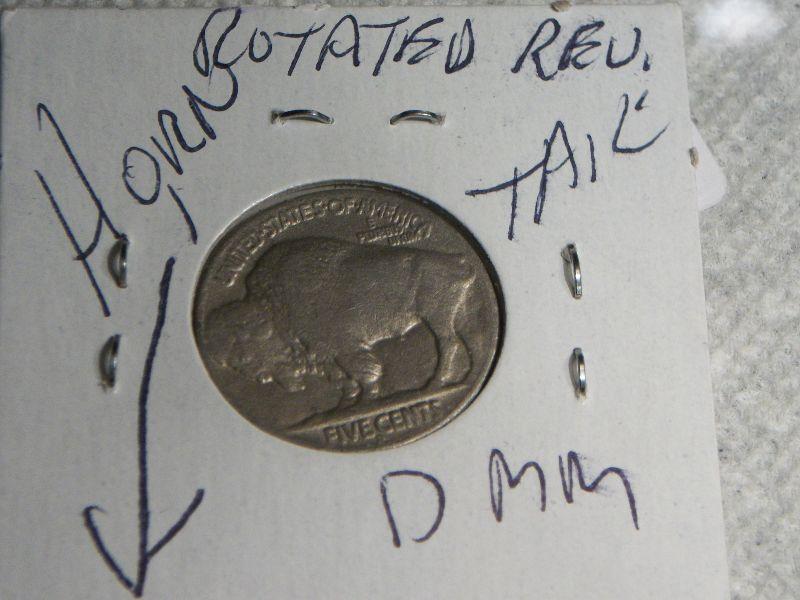 ROTATED REV.
HORN
TAIL
UNITED·STATES·OF·AMERICA
E
PLURIBUS
UNUM
FIVE CENTS
D MM